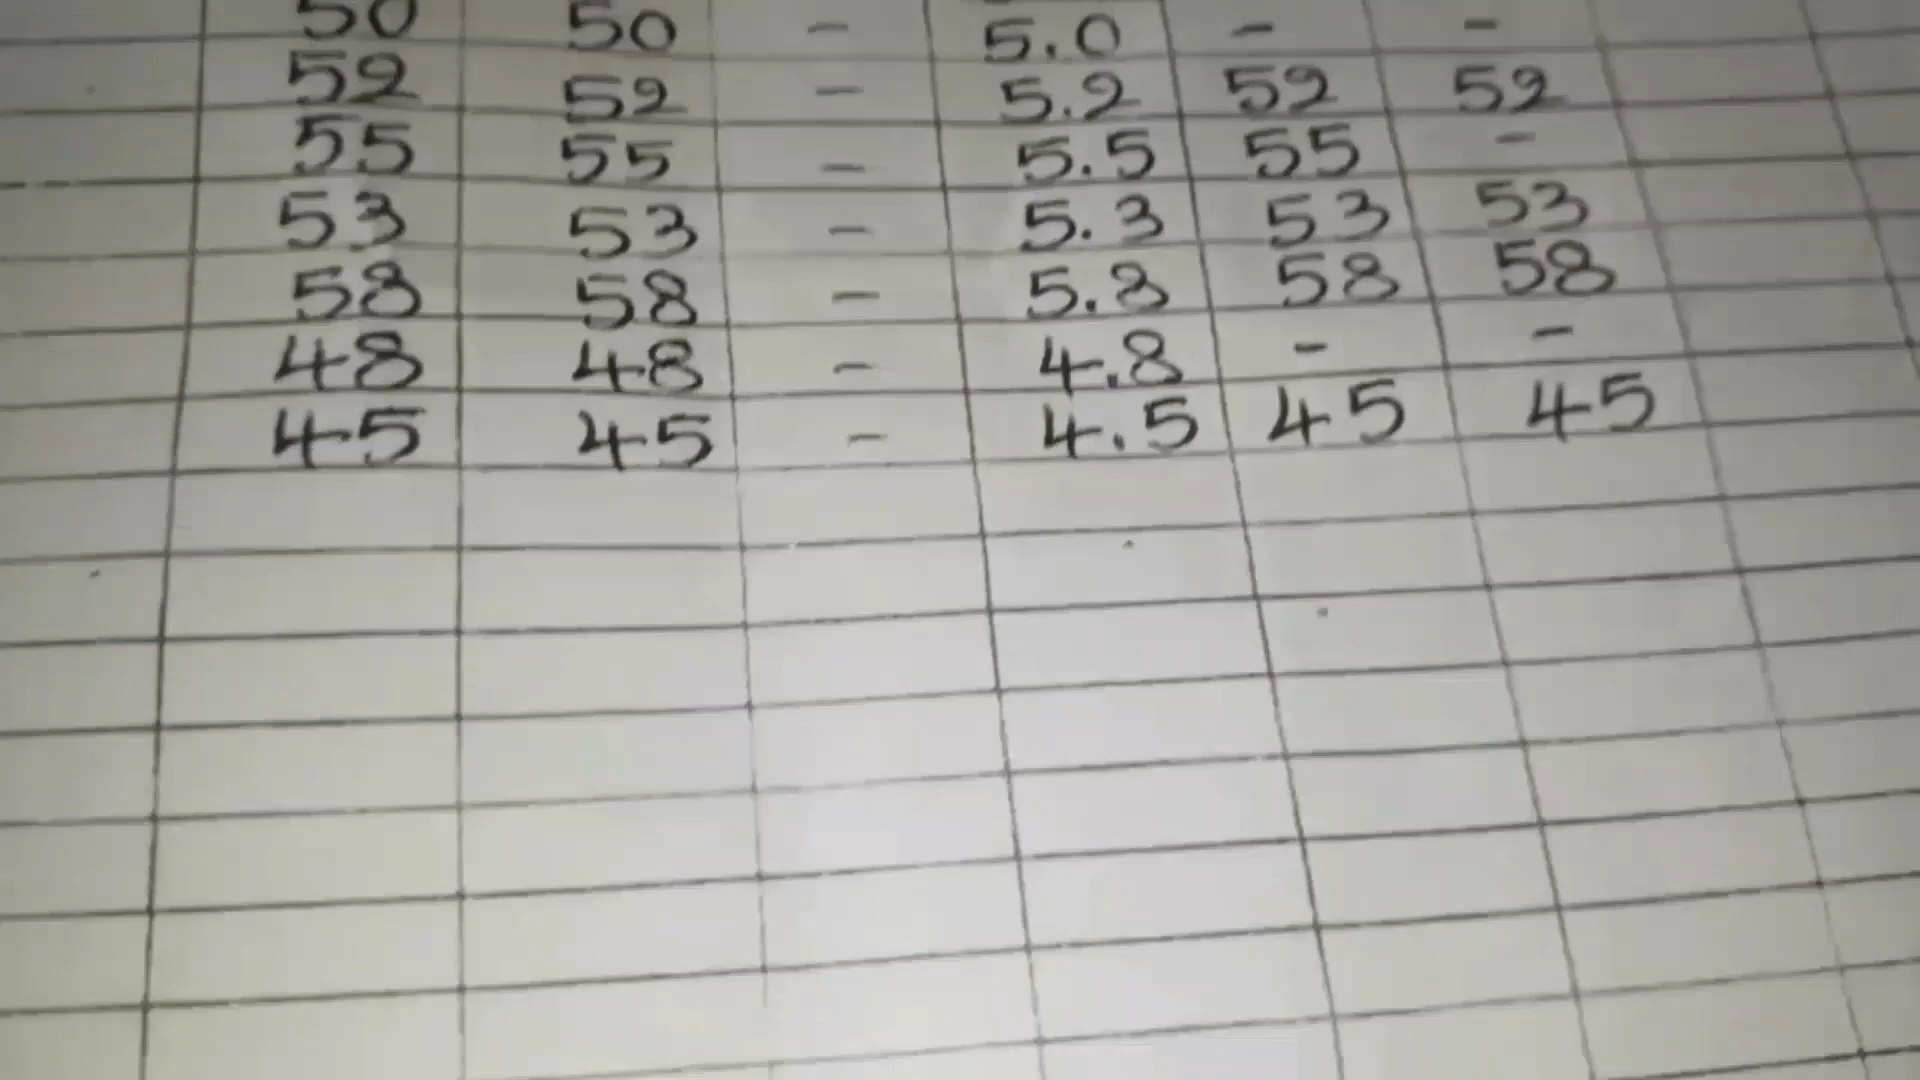 50 50 - 5.0 - -
52 52 - 5.2 52 52
55 55 - 5.5 55 -
53 53 - 5.3 53 53
58 58 - 5.8 58 58
48 48 - 4.8 - -
45 45 - 4.5 45 45